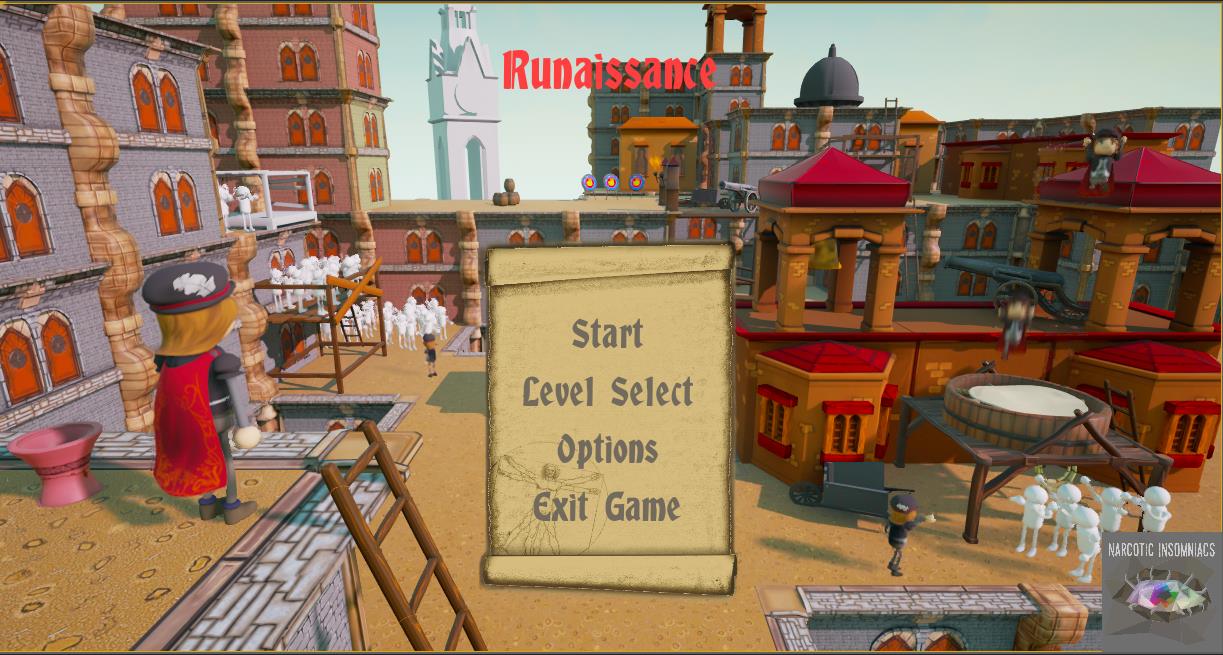 Runaissance
Start
Level Select
Options
Exit Game
NARCOTIC INSOMNIACS